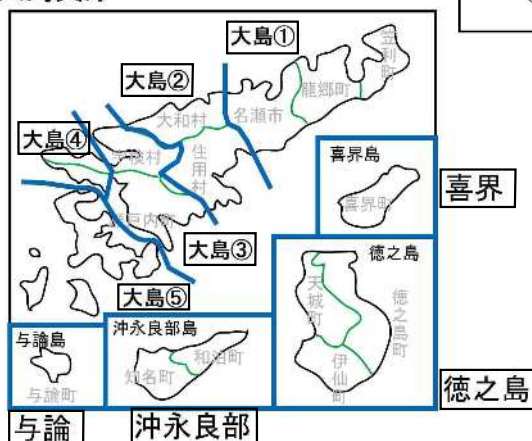 大島①
大島②
笠利町
龍郷町
名瀬市
大和村
大島④
宇検村
住用村
瀬戸内町
大島③
大島⑤
喜界島
喜界町
喜界
徳之島
天城町
徳之島町
伊仙町
徳之島
与論島
与論町
与論
沖永良部島
和泊町
知名町
沖永良部